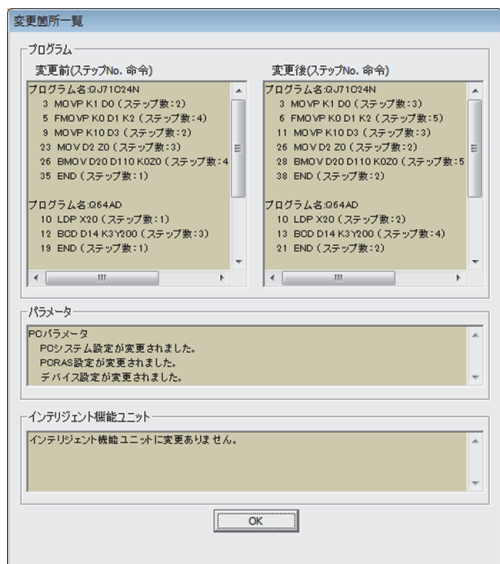 変更箇所一覧
プログラム
変更前(ステップNo. 命令)
プログラム名:QJ71C24N
3 MOVP K1 D0 (ステップ数:2)
5 FMOVP K0 D1 K2 (ステップ数:4)
9 MOVP K10 D3 (ステップ数:2)
23 MOV D2 Z0 (ステップ数:3)
26 BMOV D20 D110 K0Z0 (ステップ数:4
35 END (ステップ数:1)
プログラム名:Q64AD
10 LDP X20 (ステップ数:1)
12 BCD D14 K3Y200 (ステップ数:3)
19 END (ステップ数:1)
変更後(ステップNo. 命令)
プログラム名:QJ71C24N
3 MOVP K1 D0 (ステップ数:3)
6 FMOVP K0 D1 K2 (ステップ数:5)
11 MOVP K10 D3 (ステップ数:3)
25 MOV D2 Z0 (ステップ数:3)
28 BMOV D20 D110 K0Z0 (ステップ数:5
38 END (ステップ数:2)
プログラム名:Q64AD
10 LDP X20 (ステップ数:2)
13 BCD D14 K3Y200 (ステップ数:4)
21 END (ステップ数:2)
パラメータ
PCパラメータ
PCシステム設定が変更されました。
PCRAS設定が変更されました。
デバイス設定が変更されました。
インテリジェント機能ユニット
インテリジェント機能ユニットに変更ありません。
OK